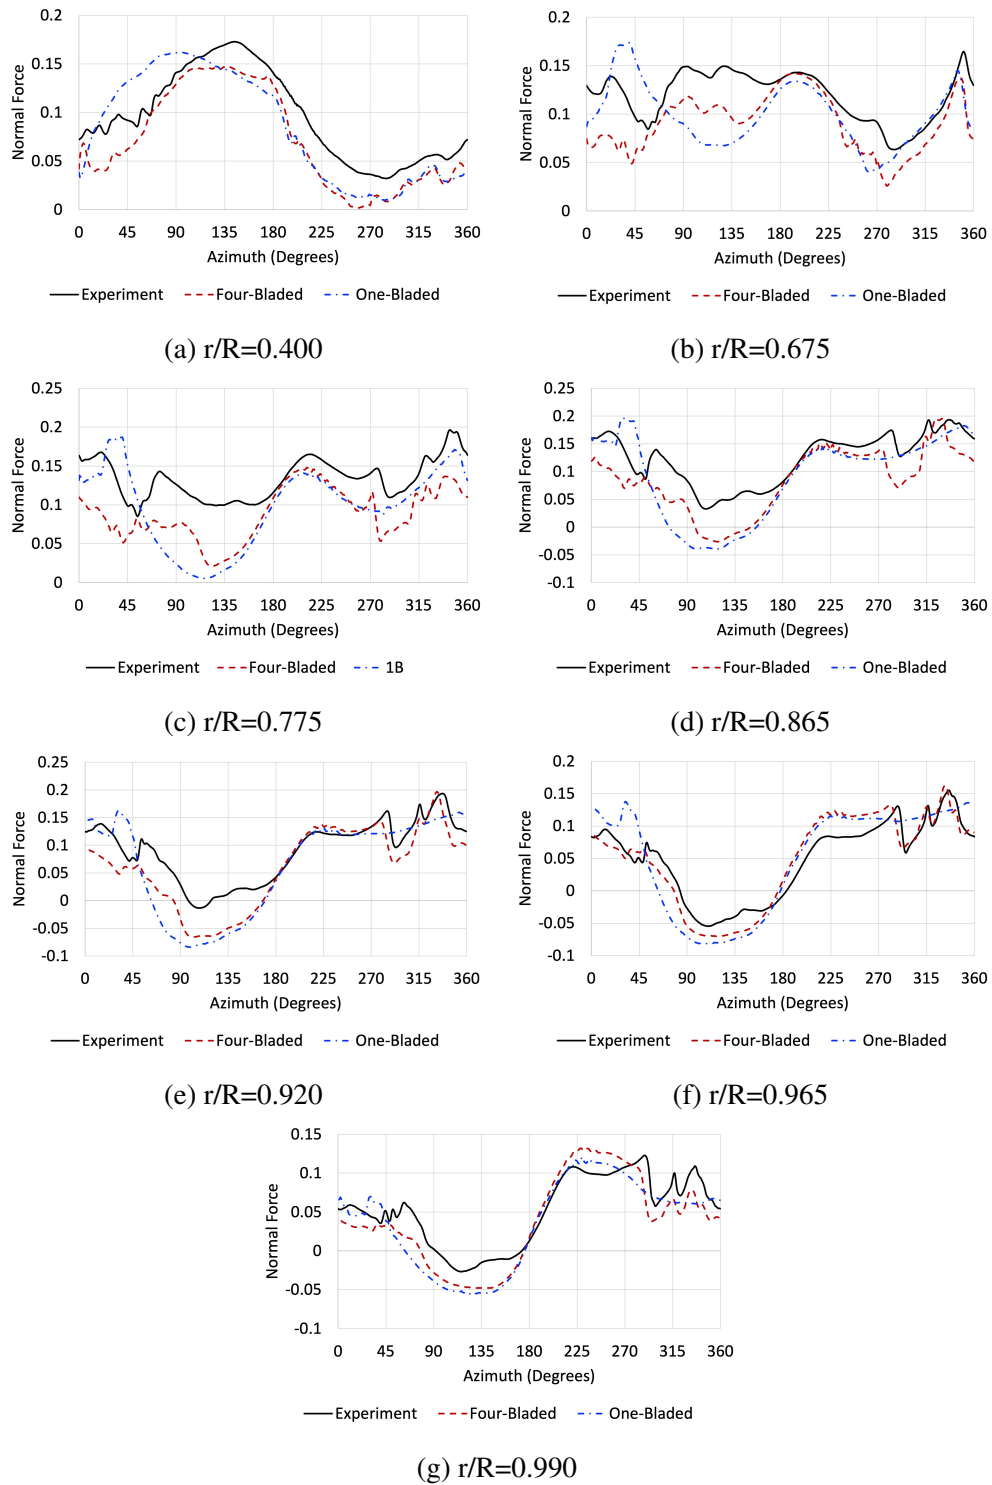 0.2
0.15
0.1
0.05
0
Normal Force
0 45 90 135 180 225 270 315 360
Azimuth (Degrees)
Experiment Four-Bladed One-Bladed
(a) r/R=0.400
0.2
0.15
0.1
0.05
0
Normal Force
0 45 90 135 180 225 270 315 360
Azimuth (Degrees)
Experiment Four-Bladed One-Bladed
(b) r/R=0.675
0.25
0.2
0.15
0.1
0.05
0
Normal Force
0 45 90 135 180 225 270 315 360
Azimuth (Degrees)
Experiment Four-Bladed 1B
(c) r/R=0.775
0.25
0.2
0.15
0.1
0.05
0
-0.05
-0.1
Normal Force
0 45 90 135 180 225 270 315 360
Azimuth (Degrees)
Experiment Four-Bladed One-Bladed
(d) r/R=0.865
0.25
0.2
0.15
0.1
0.05
0
-0.05
-0.1
Normal Force
0 45 90 135 180 225 270 315 360
Azimuth (Degrees)
Experiment Four-Bladed One-Bladed
(e) r/R=0.920
0.2
0.15
0.1
0.05
0
-0.05
-0.1
Normal Force
0 45 90 135 180 225 270 315 360
Azimuth (Degrees)
Experiment Four-Bladed One-Bladed
(f) r/R=0.965
0.15
0.1
0.05
0
-0.05
-0.1
Normal Force
0 45 90 135 180 225 270 315 360
Azimuth (Degrees)
Experiment Four-Bladed One-Bladed
(g) r/R=0.990